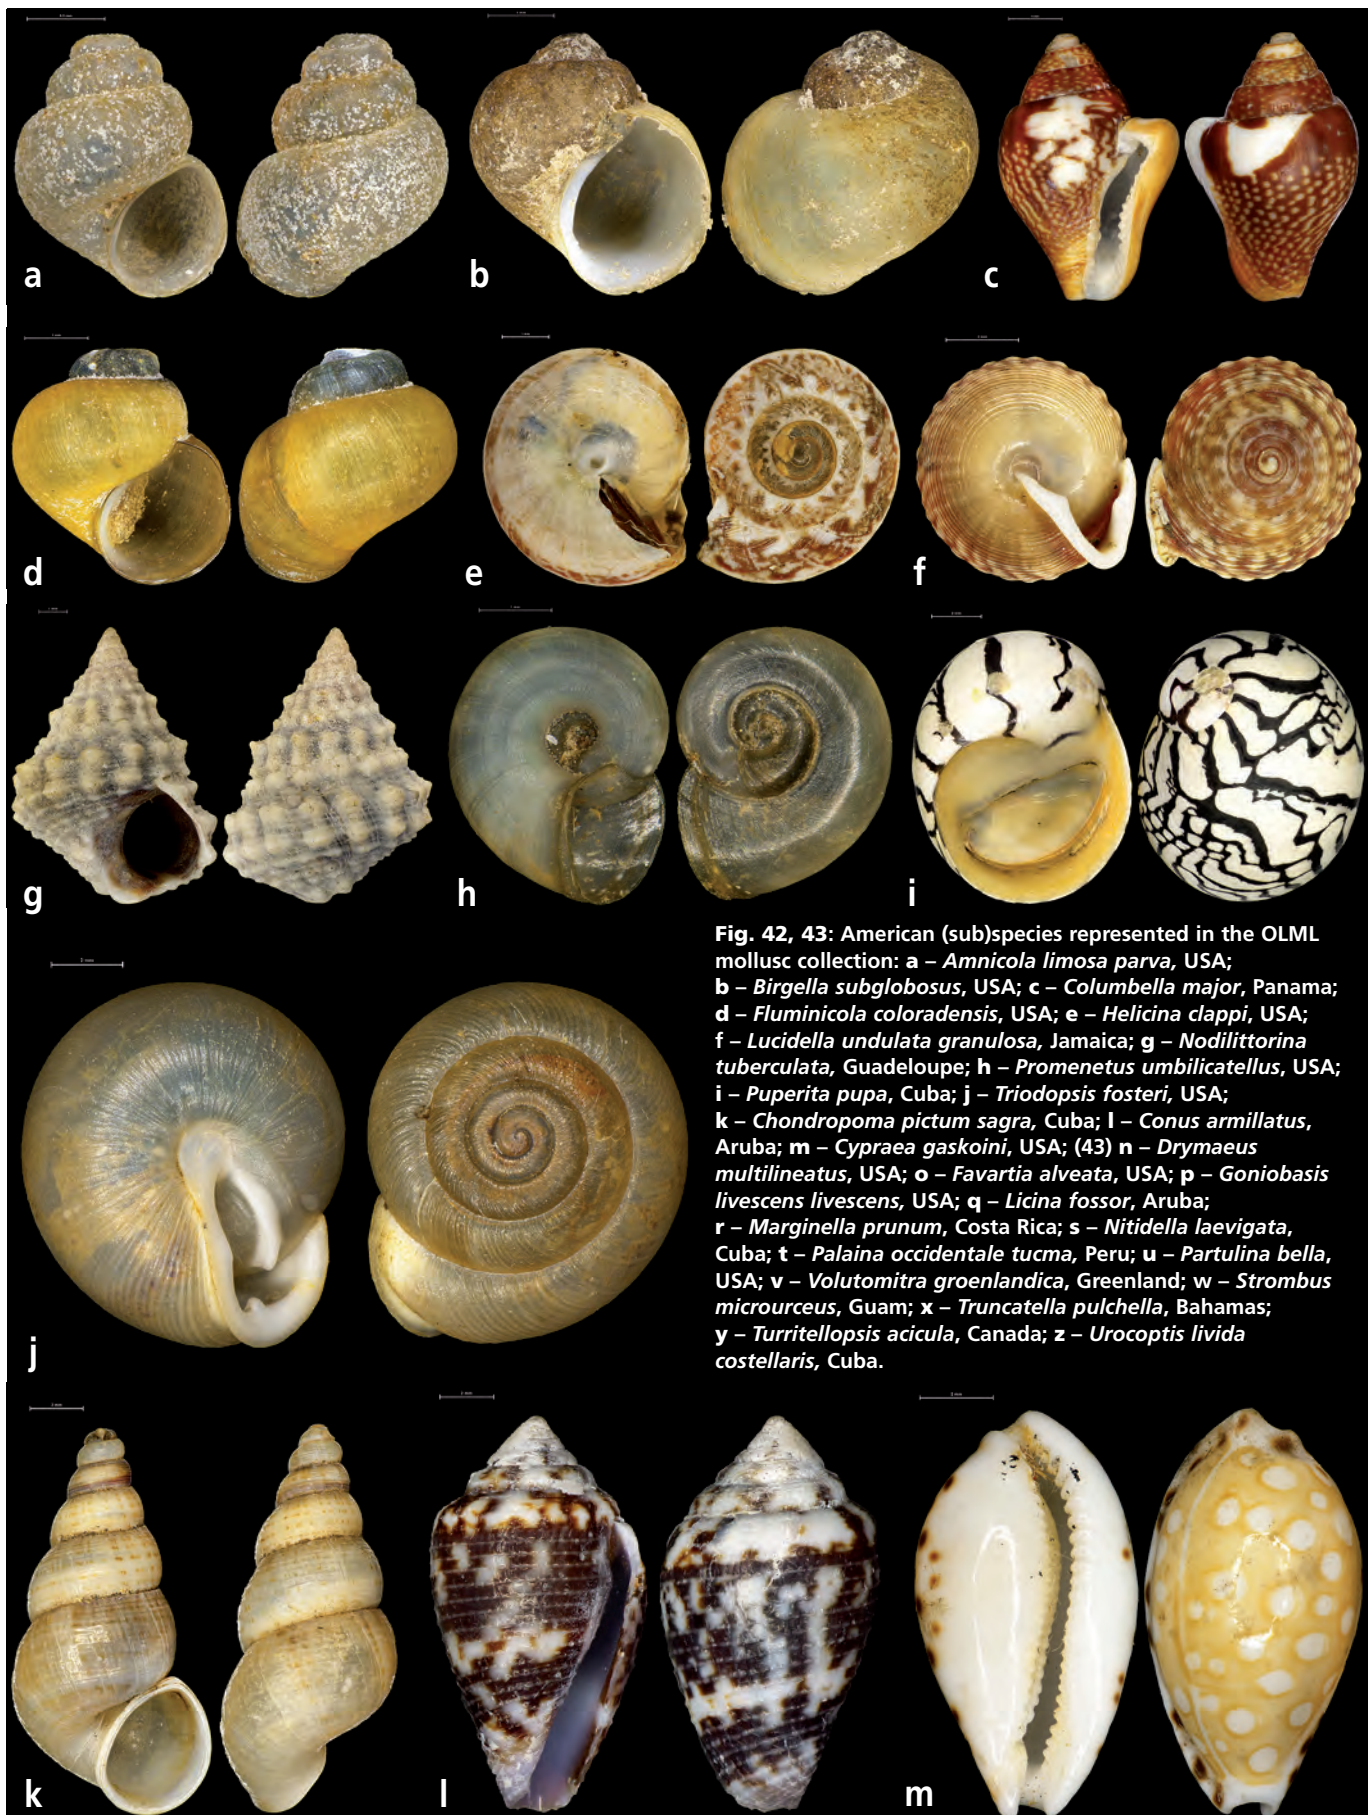 a
b
c
d
e
f
g
h
i
Fig. 42, 43: American (sub)species represented in the OLML
mollusc collection: a – Amnicola limosa parva, USA;
b – Birgella subglobosus, USA; c – Columbella major, Panama;
d – Fluminicola coloradensis, USA; e – Helicina clappi, USA;
f – Lucidella undulata granulosa, Jamaica; g – Nodilittorina
tuberculata, Guadeloupe; h – Promenetus umbilicatellus, USA;
i – Puperita pupa, Cuba; j – Triodopsis fosteri, USA;
k – Chondropoma pictum sagra, Cuba; l – Conus armillatus,
Aruba; m – Cypraea gaskoini, USA; (43) n – Drymaeus
multilineatus, USA; o – Favartia alveata, USA; p – Goniobasis
livescens livescens, USA; q – Licina fossor, Aruba;
r – Marginella prunum, Costa Rica; s – Nitidella laevigata,
Cuba; t – Palaina occidentale tucma, Peru; u – Partulina bella,
USA; v – Volutomitra groenlandica, Greenland; w – Strombus
microurceus, Guam; x – Truncatella pulchella, Bahamas;
y – Turritellopsis acicula, Canada; z – Urocoptis livida
costellaris, Cuba.
j
k
l
m